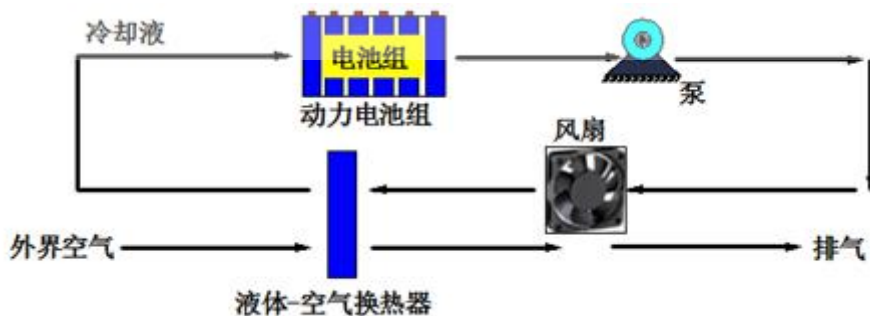 冷却液
电池组
动力电池组
泵
风扇
外界空气
排气
液体-空气换热器